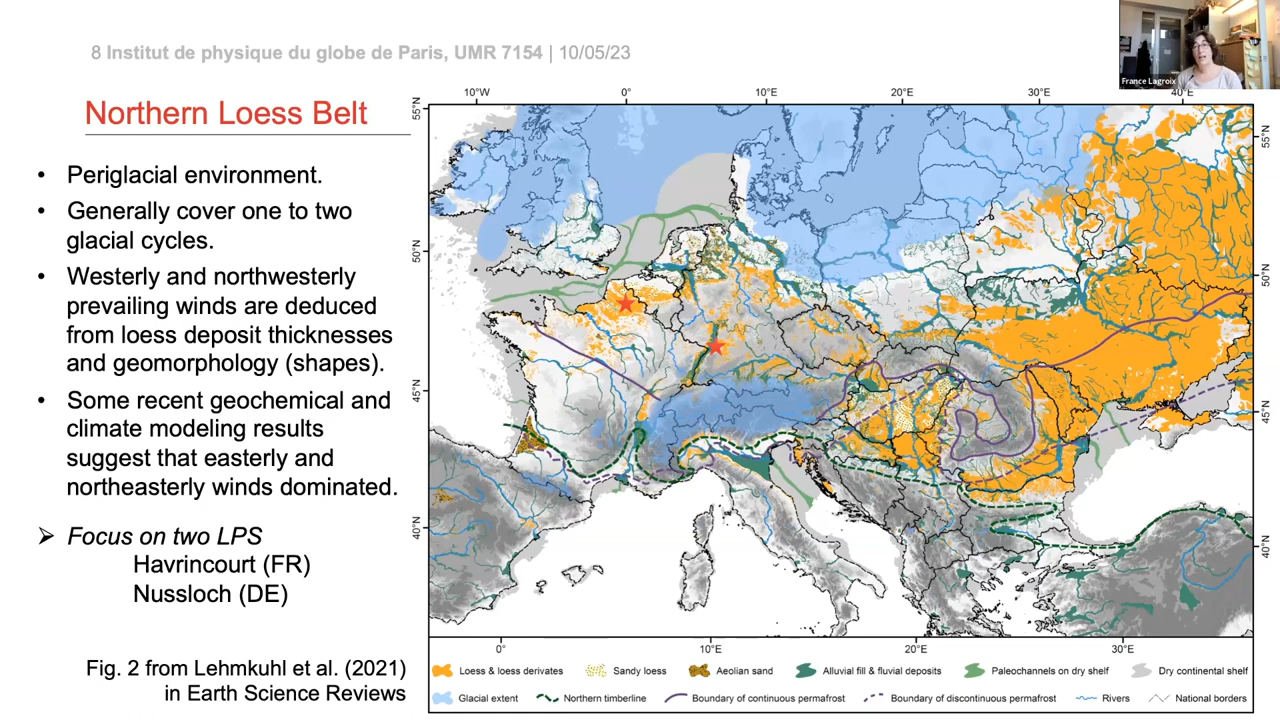 8 Institut de physique du globe de Paris, UMR 7154 | 10/05/23
France Lagroix
Northern Loess Belt
• Periglacial environment.
• Generally cover one to two
glacial cycles.
• Westerly and northwesterly
prevailing winds are deduced
from loess deposit thicknesses
and geomorphology (shapes).
• Some recent geochemical and
climate modeling results
suggest that easterly and
northeasterly winds dominated.
➢ Focus on two LPS
Havrincourt (FR)
Nussloch (DE)
Fig. 2 from Lehmkuhl et al. (2021)
in Earth Science Reviews
10°W 0° 10°E 20°E 30°E 40°E
55°N 55°N
50°N 50°N
45°N 45°N
40°N 40°N
0° 10°E 20°E 30°E
Loess & loess derivates Sandy loess Aeolian sand Alluvial fill & fluvial deposits Paleochannels on dry shelf Dry continental shelf
Glacial extent Northern timberline Boundary of continuous permafrost Boundary of discontinuous permafrost Rivers National borders